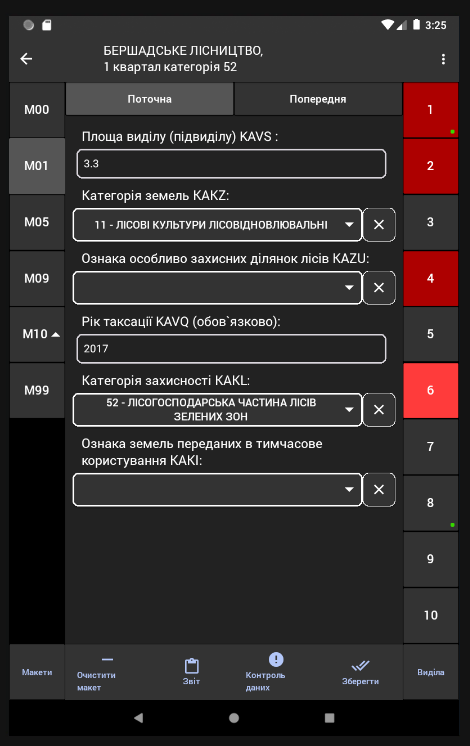 3:25
БЕРШАДСЬКЕ ЛІСНИЦТВО,
1 квартал категорія 52
Поточна
Попередня
M00
M01
M05
M09
M10
M99
Площа виділу (підвиділу) KAVS :
3.3
Категорія земель KAKZ:
11 - ЛІСОВІ КУЛЬТУРИ ЛІСОВІДНОВЛЮВАЛЬНІ
Ознака особливо захисних ділянок лісів KAZU:
Рік таксації KAVQ (обов`язково):
2017
Категорія захисності KAKL:
52 - ЛІСОГОСПОДАРСЬКА ЧАСТИНА ЛІСІВ
ЗЕЛЕНИХ ЗОН
Ознака земель переданих в тимчасове
користування KAKI:
1
2
3
4
5
6
7
8
9
10
Макети
Очистити
макет
Звіт
Контроль
даних
Зберегти
Виділа